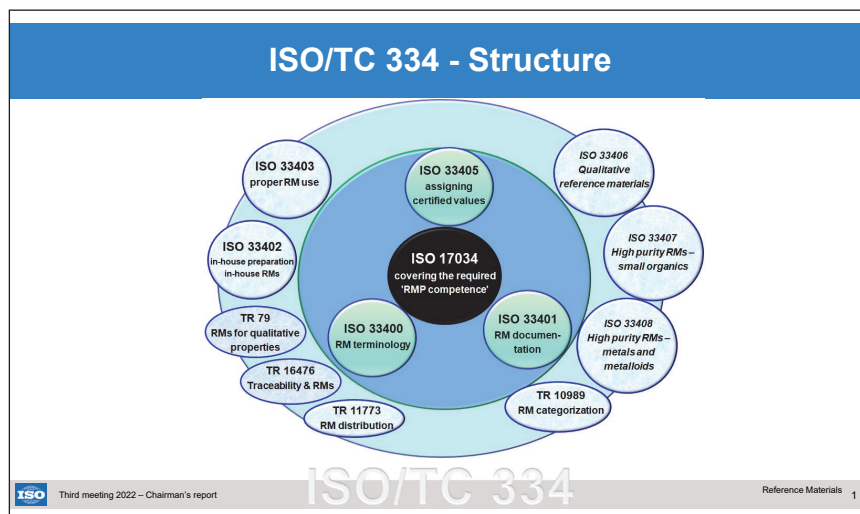 ISO/TC 334 - Structure
ISO 33403
proper RM use
ISO 33405
assigning
certified values
ISO 33406
Qualitative
reference materials
ISO 33402
in-house preparation
in-house RMs
ISO 17034
covering the required
'RMP competence'
ISO 33407
High purity RMs –
small organics
TR 79
RMs for qualitative
properties
ISO 33400
RM terminology
ISO 33401
RM documen-
tation
ISO 33408
High purity RMs –
metals and
metalloids
TR 16476
Traceability & RMs
TR 11773
RM distribution
TR 10989
RM categorization
ISO/TC 334
ISO
Third meeting 2022 – Chairman's report
Reference Materials 1